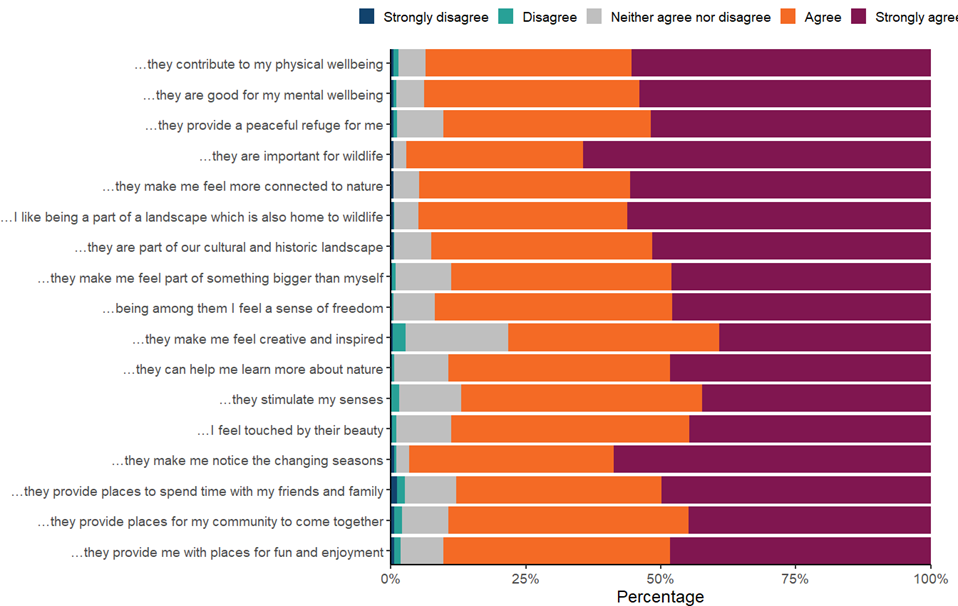 Strongly disagree Disagree Neither agree nor disagree Agree Strongly agre
…they contribute to my physical wellbeing
…they are good for my mental wellbeing
…they provide a peaceful refuge for me
…they are important for wildlife
…they make me feel more connected to nature
…I like being a part of a landscape which is also home to wildlife
…they are part of our cultural and historic landscape
…they make me feel part of something bigger than myself
…being among them I feel a sense of freedom
…they make me feel creative and inspired
…they can help me learn more about nature
…they stimulate my senses
…I feel touched by their beauty
…they make me notice the changing seasons
…they provide places to spend time with my friends and family
…they provide places for my community to come together
…they provide me with places for fun and enjoyment
0% 25% 50% 75% 100%
Percentage